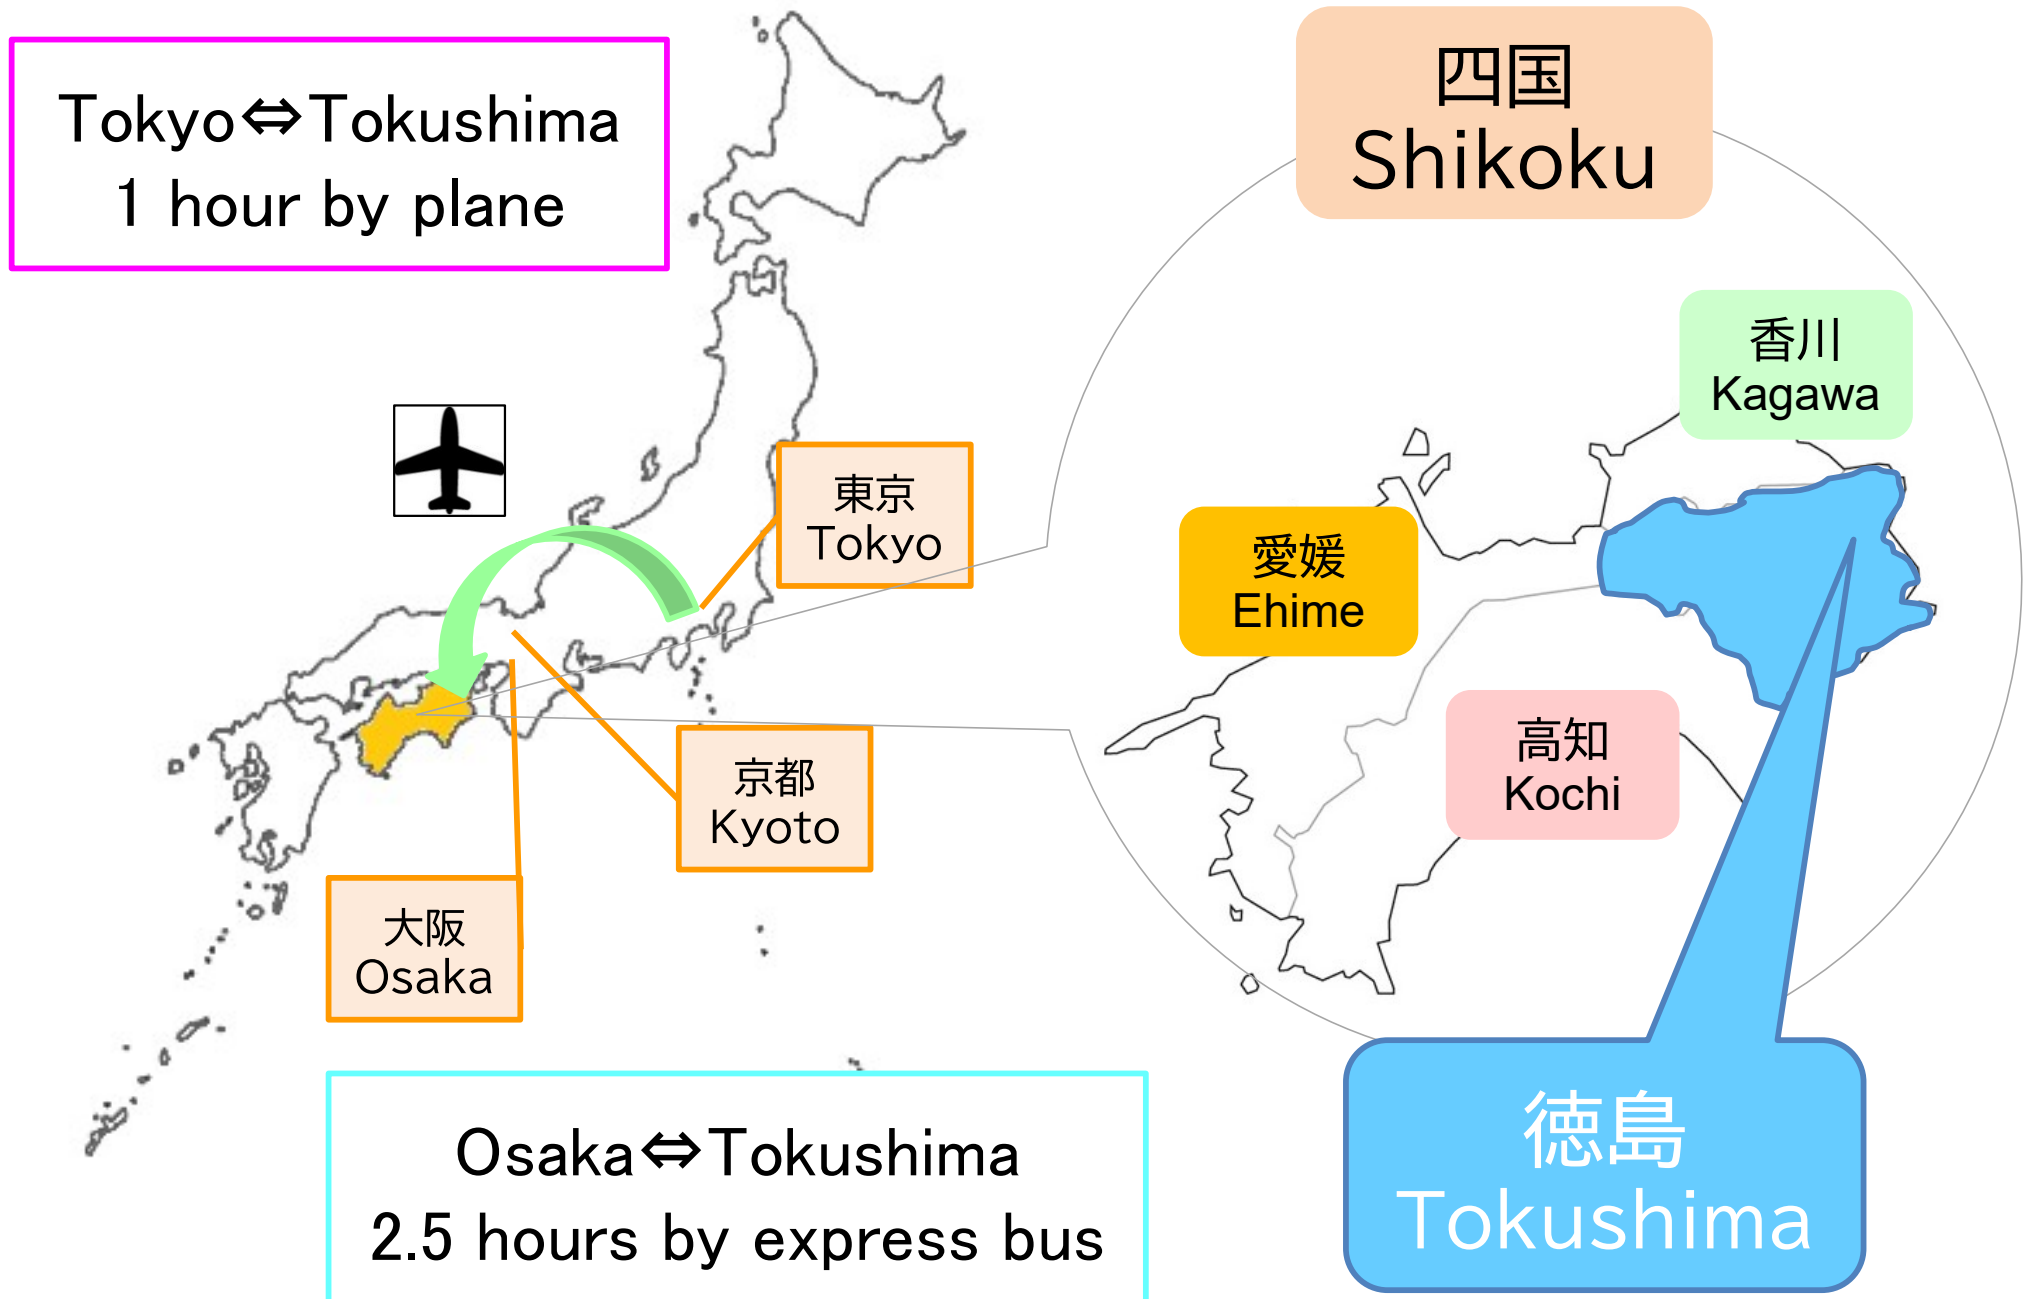 Tokyo⇔Tokushima
1 hour by plane
四国
Shikoku
香川
Kagawa
東京
Tokyo
愛媛
Ehime
高知
Kochi
京都
Kyoto
大阪
Osaka
Osaka⇔Tokushima
2.5 hours by express bus
徳島
Tokushima